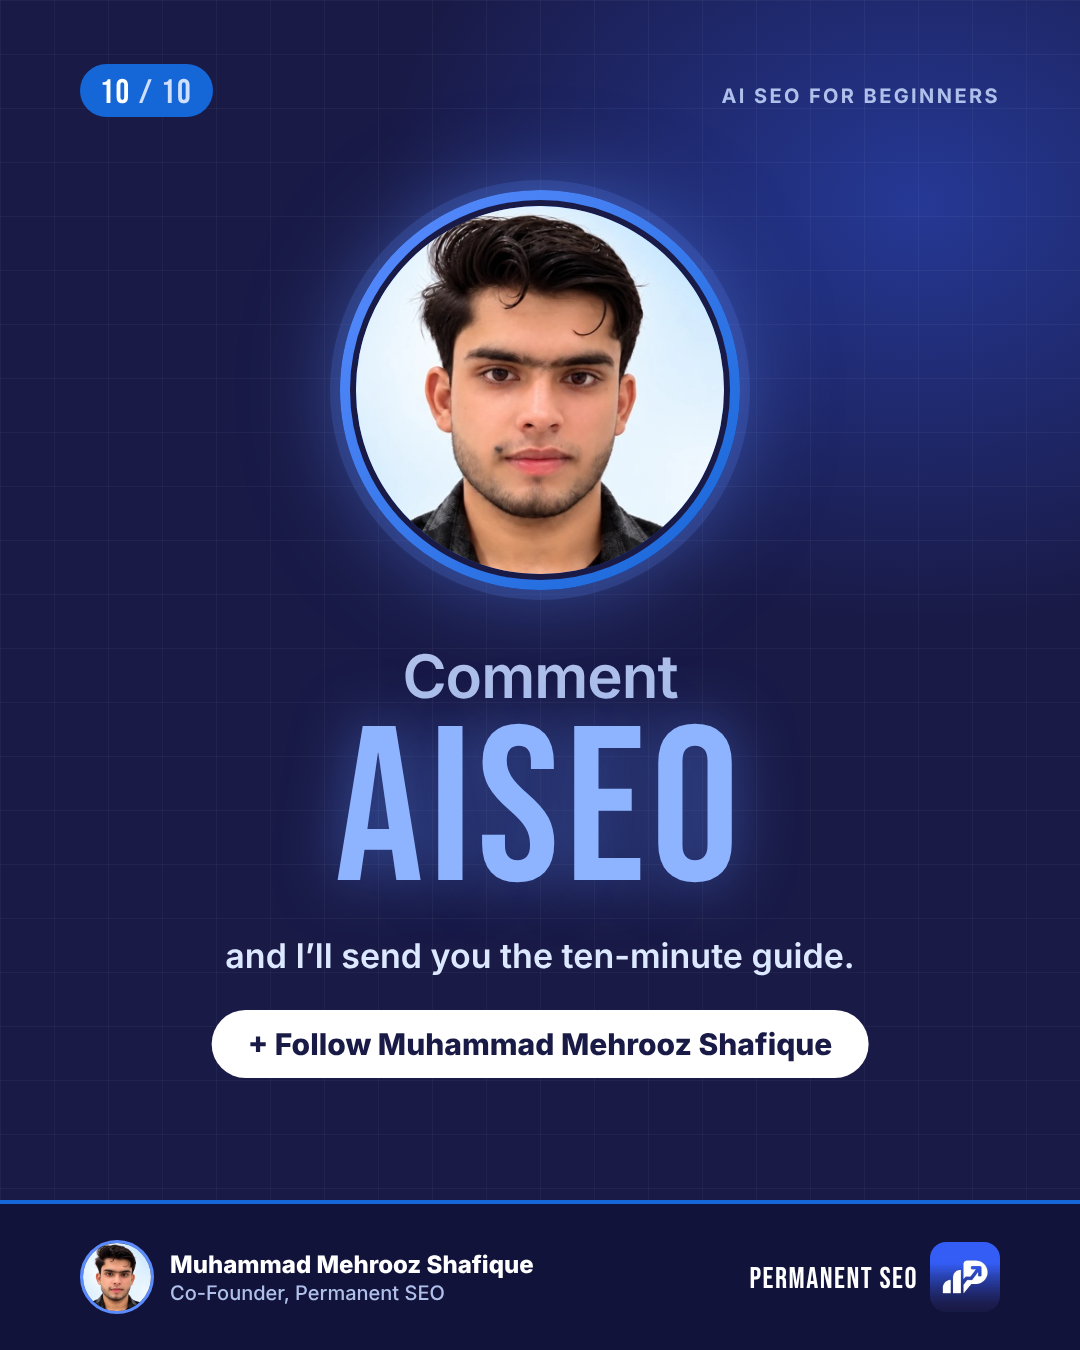 10 / 10
AI SEO FOR BEGINNERS
Comment
AISEO
and I’ll send you the ten-minute guide.
+ Follow Muhammad Mehrooz Shafique
Muhammad Mehrooz Shafique
Co-Founder, Permanent SEO
PERMANENT SEO